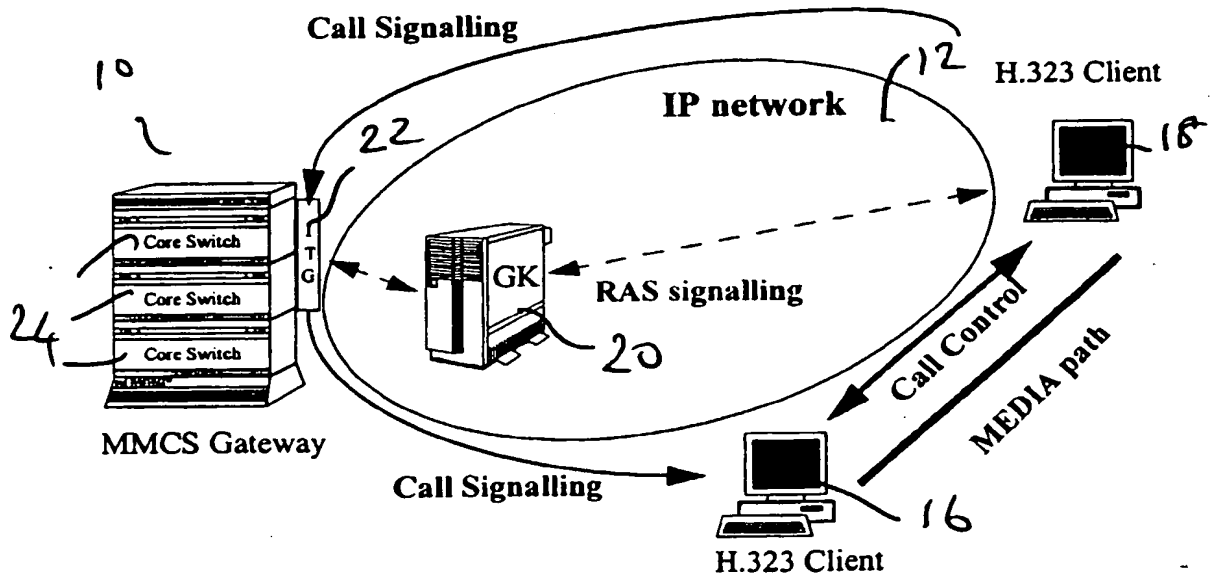 Call Signalling
10
12
H.323 Client
IP network
22
18
ITG
Core Switch
GK
RAS signalling
Core Switch
24
20
Core Switch
Call Control
MEDIA path
MMCS Gateway
Call Signalling
16
H.323 Client